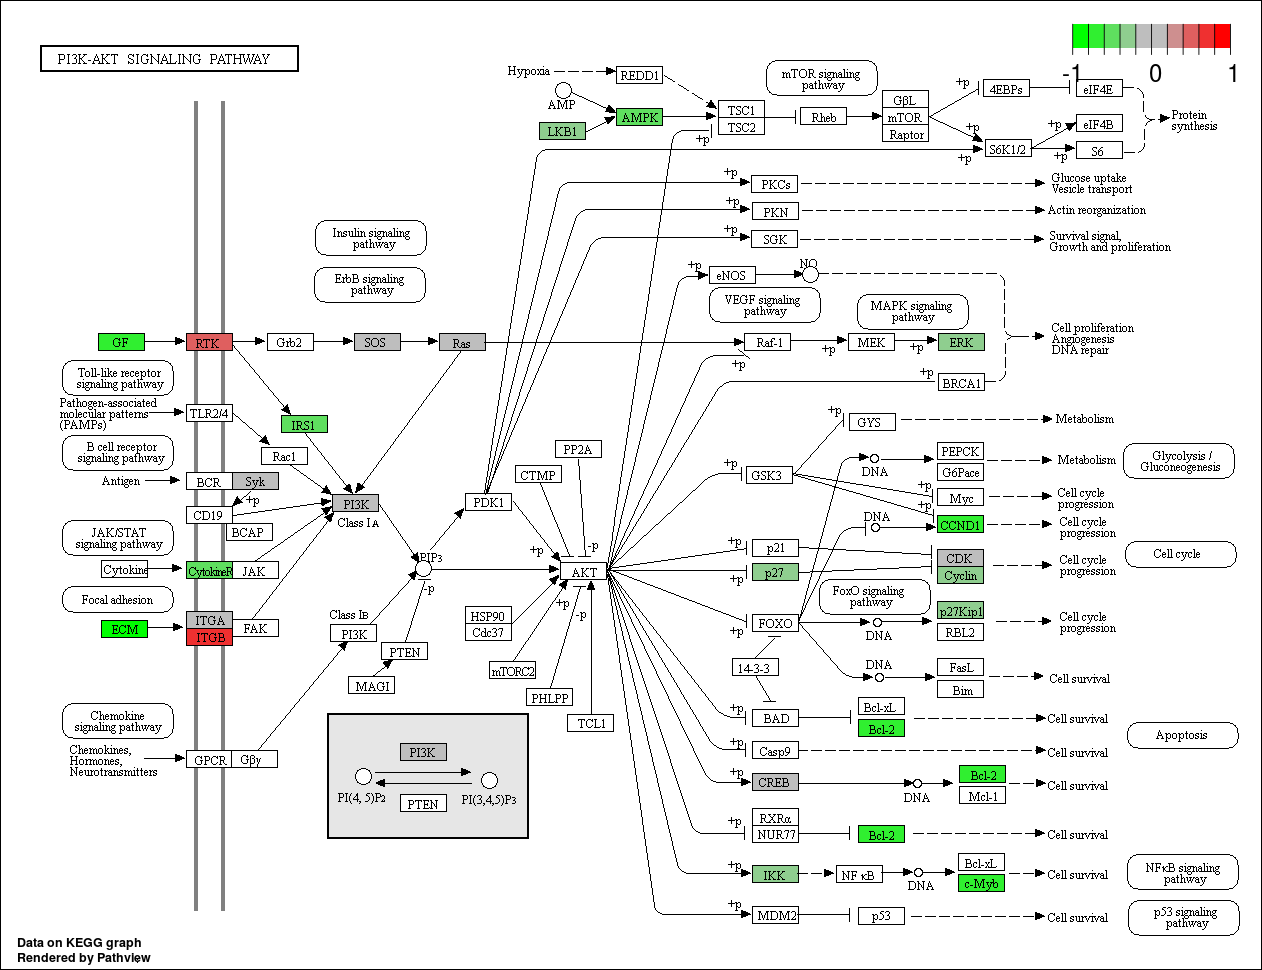 PI3K-AKT SIGNALING PATHWAY
-1
0
1
Hypoxia
REDD1
AMP
LKB1
AMPK
TSC1
TSC2
+p
Rheb
mTOR signaling
pathway
GβL
mTOR
Raptor
+p
4EBPs
eIF4E
+p
S6K1/2
+p
+p
eIF4B
+p
S6
Protein
synthesis
+p
PKCs
Glucose uptake
Vesicle transport
+p
PKN
Actin reorganization
+p
SGK
Survival signal,
Growth and proliferation
Insulin signaling
pathway
ErbB signaling
pathway
+p
eNOS
NO
VEGF signaling
pathway
MAPK signaling
pathway
GF
RTK
Grb2
SOS
Ras
Raf-1
+p
+p
MEK
+p
ERK
Cell proliferation
Angiogenesis
DNA repair
+p
BRCA1
Toll-like receptor
signaling pathway
Pathogen-associated
molecular patterns
(PAMPs)
TLR2/4
IRS1
Rac1
B cell receptor
signaling pathway
Antigen
BCR
Syk
+p
CD19
BCAP
PI3K
Class IA
JAK/STAT
signaling pathway
Cytokine
CytokineR
JAK
Focal adhesion
ECM
ITGA
ITGB
FAK
Chemokine
signaling pathway
Chemokines,
Hormones,
Neurotransmitters
GPCR
Gβγ
PIP3
-p
Class IB
PI3K
PTEN
MAGI
PDK1
CTMP
PP2A
+p
-p
AKT
+p
-p
HSP90
Cdc37
mTORC2
PHLPP
TCL1
PI3K
PI(4, 5)P2
PI(3,4,5)P3
PTEN
+p
GSK3
+p
GYS
Metabolism
DNA
PEPCK
G6Pace
Metabolism
Glycolysis /
Gluconeogenesis
+p
Myc
Cell cycle
progression
DNA
+p
CCND1
Cell cycle
progression
+p
p21
+p
p27
CDK
Cyclin
Cell cycle
progression
Cell cycle
FoxO signaling
pathway
+p
FOXO
DNA
p27Kip1
RBL2
Cell cycle
progression
14-3-3
DNA
FasL
Bim
Cell survival
+p
BAD
Bcl-xL
Bcl-2
Cell survival
+p
Casp9
Cell survival
Apoptosis
+p
CREB
DNA
Bcl-2
Mcl-1
Cell survival
+p
RXRα
NUR77
Bcl-2
Cell survival
+p
IKK
NFκB
DNA
Bcl-xL
c-Myb
Cell survival
NFκB signaling
pathway
+p
MDM2
p53
Cell survival
p53 signaling
pathway
Data on KEGG graph
Rendered by Pathview